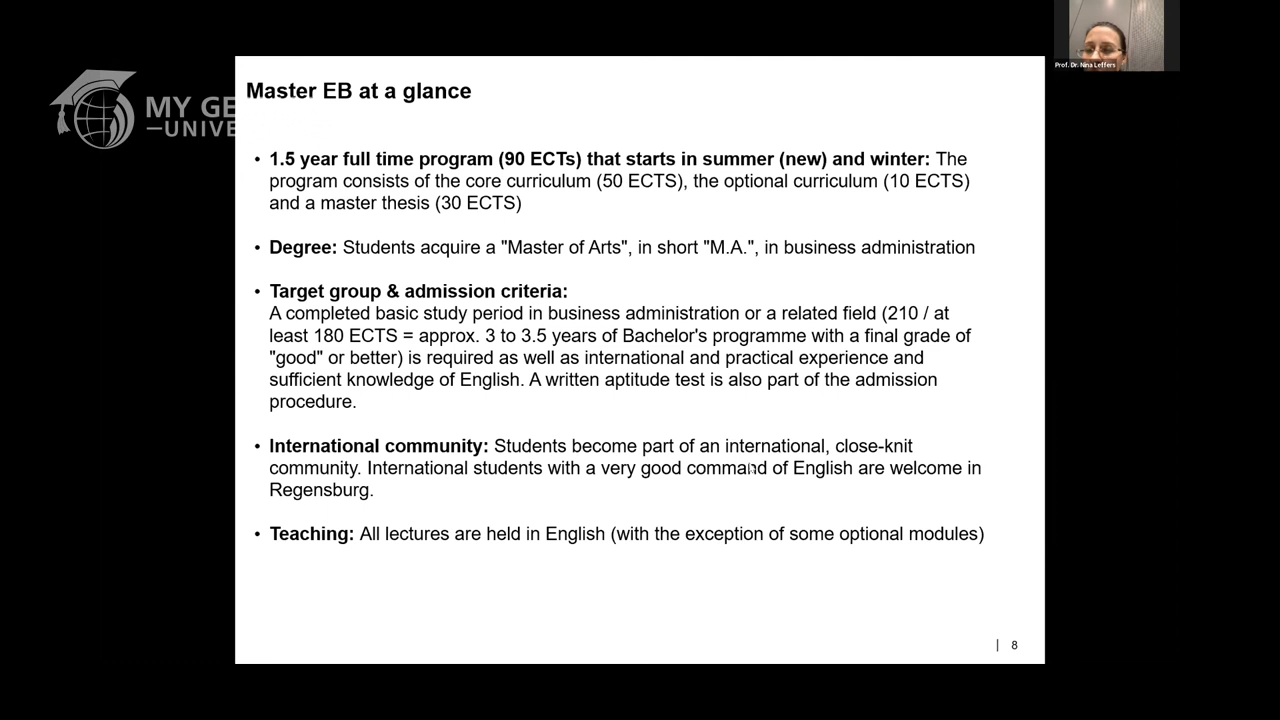 Prof. Dr. Nina Leffers
MY GE
UNIVE
Master EB at a glance
• 1.5 year full time program (90 ECTs) that starts in summer (new) and winter: The
program consists of the core curriculum (50 ECTS), the optional curriculum (10 ECTS)
and a master thesis (30 ECTS)
• Degree: Students acquire a "Master of Arts", in short "M.A.", in business administration
• Target group & admission criteria:
A completed basic study period in business administration or a related field (210 / at
least 180 ECTS = approx. 3 to 3.5 years of Bachelor's programme with a final grade of
"good" or better) is required as well as international and practical experience and
sufficient knowledge of English. A written aptitude test is also part of the admission
procedure.
• International community: Students become part of an international, close-knit
community. International students with a very good command of English are welcome in
Regensburg.
• Teaching: All lectures are held in English (with the exception of some optional modules)
| 8